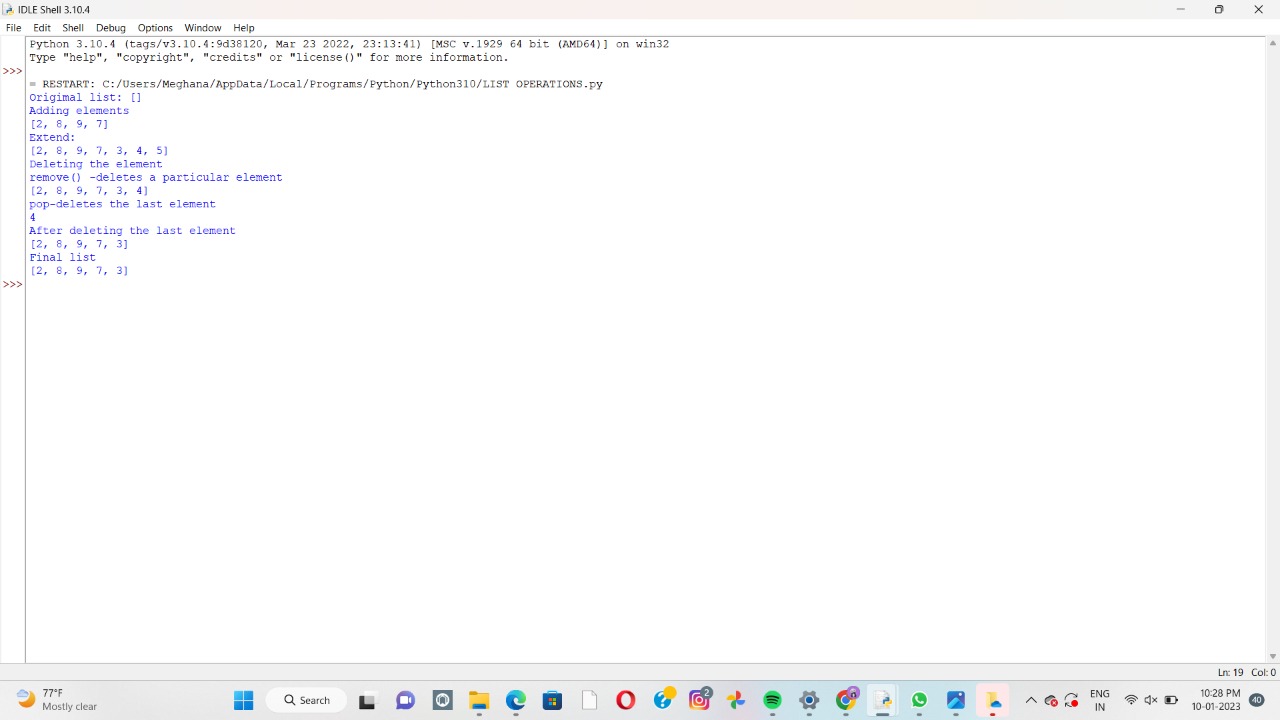 IDLE Shell 3.10.4
File Edit Shell Debug Options Window Help
Python 3.10.4 (tags/v3.10.4:9d38120, Mar 23 2022, 23:13:41) [MSC v.1929 64 bit (AMD64)] on win32
Type "help", "copyright", "credits" or "license()" for more information.
>>>
= RESTART: C:/Users/Meghana/AppData/Local/Programs/Python/Python310/LIST OPERATIONS.py
Origimal list: []
Adding elements
[2, 8, 9, 7]
Extend:
[2, 8, 9, 7, 3, 4, 5]
Deleting the element
remove() -deletes a particular element
[2, 8, 9, 7, 3, 4]
pop-deletes the last element
4
After deleting the last element
[2, 8, 9, 7, 3]
Final list
[2, 8, 9, 7, 3]
>>>
Ln: 19 Col: 0
77°F
Mostly clear
Search
2
ENG
IN
10:28 PM
10-01-2023
40